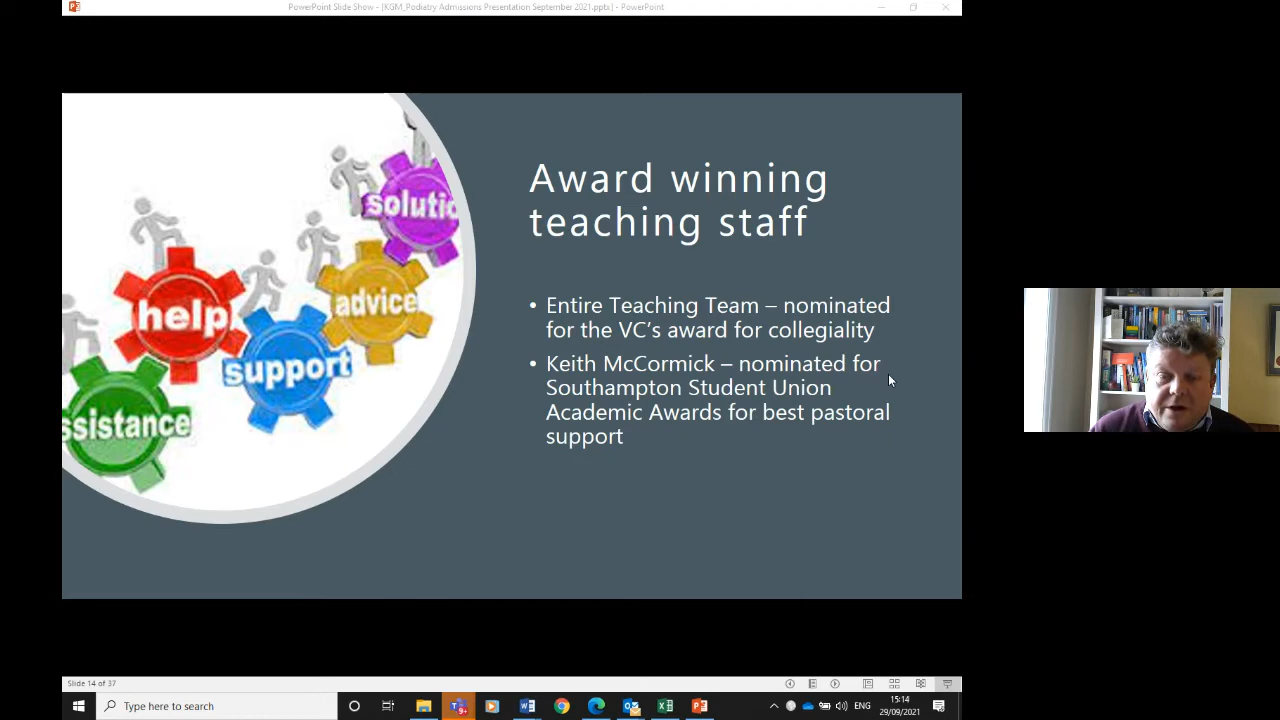 PowerPoint Slide Show - [KGM_Podiatry Admissions Presentation September 2021.pptx] - PowerPoint
Award winning
teaching staff
• Entire Teaching Team – nominated
for the VC's award for collegiality
• Keith McCormick – nominated for
Southampton Student Union
Academic Awards for best pastoral
support
solutio
advice
help
support
ssistance
Slide 14 of 37
Type here to search
ENG
15:14
29/09/2021